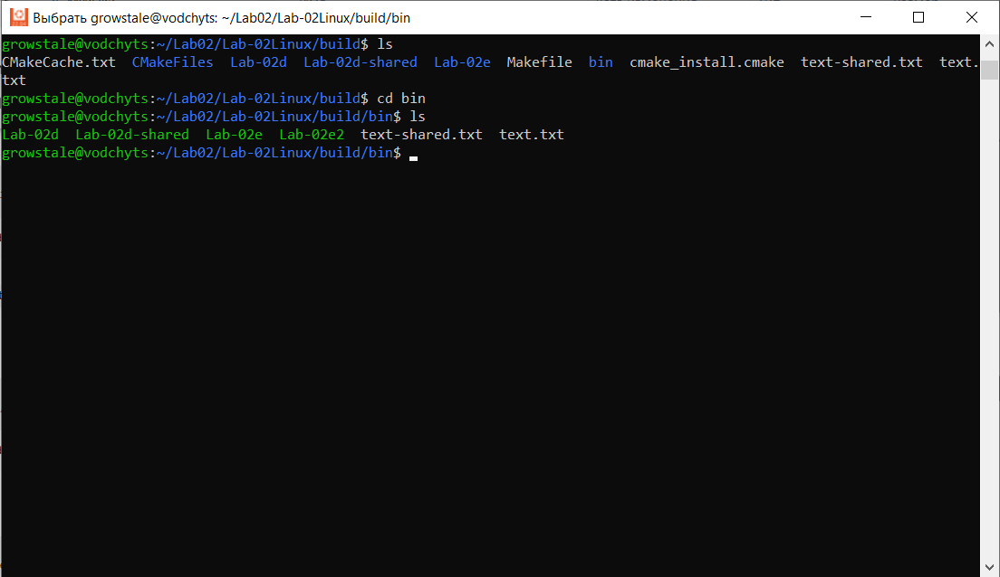 Выбрать growstale@vodchyts: ~/Lab02/Lab-02Linux/build/bin
growstale@vodchyts:~/Lab02/Lab-02Linux/build$ ls
CMakeCache.txt  CMakeFiles  Lab-02d  Lab-02d-shared  Lab-02e  Makefile  bin  cmake_install.cmake  text-shared.txt  text.
txt
growstale@vodchyts:~/Lab02/Lab-02Linux/build$ cd bin
growstale@vodchyts:~/Lab02/Lab-02Linux/build/bin$ ls
Lab-02d  Lab-02d-shared  Lab-02e  Lab-02e2  text-shared.txt  text.txt
growstale@vodchyts:~/Lab02/Lab-02Linux/build/bin$